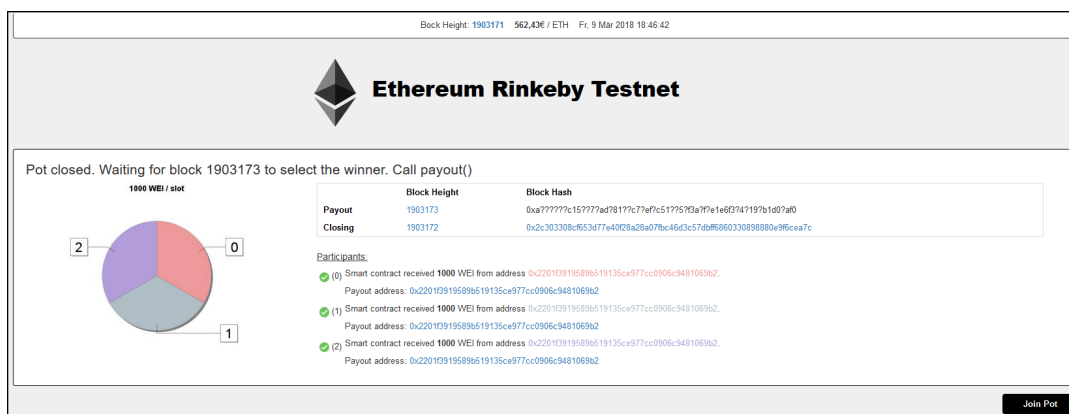 Bock Height: 1903171 562,43€ / ETH Fr, 9 Mär 2018 18:46:42
Ethereum Rinkeby Testnet
Pot closed. Waiting for block 1903173 to select the winner. Call payout()
1000 WEI / slot
2
0
1
Block Height Block Hash
Payout 1903173 0xa??????c15??7?ad?81??c7?ef?c51??5?f3a?f?e1e6f3?4?19?b1d0?af0
Closing 1903172 0x2c303308cf653d77e40f28a28a07fbc46d3c57dbff6860330898880e9f6cea7c
Participants:
(0) Smart contract received 1000 WEI from address 0x2201f3919589b519135ce977cc0906c9481069b2.
Payout address: 0x2201f3919589b519135ce977cc0906c9481069b2
(1) Smart contract received 1000 WEI from address 0x2201f3919589b519135ce977cc0906c9481069b2.
Payout address: 0x2201f3919589b519135ce977cc0906c9481069b2
(2) Smart contract received 1000 WEI from address 0x2201f3919589b519135ce977cc0906c9481069b2.
Payout address: 0x2201f3919589b519135ce977cc0906c9481069b2
Join Pot